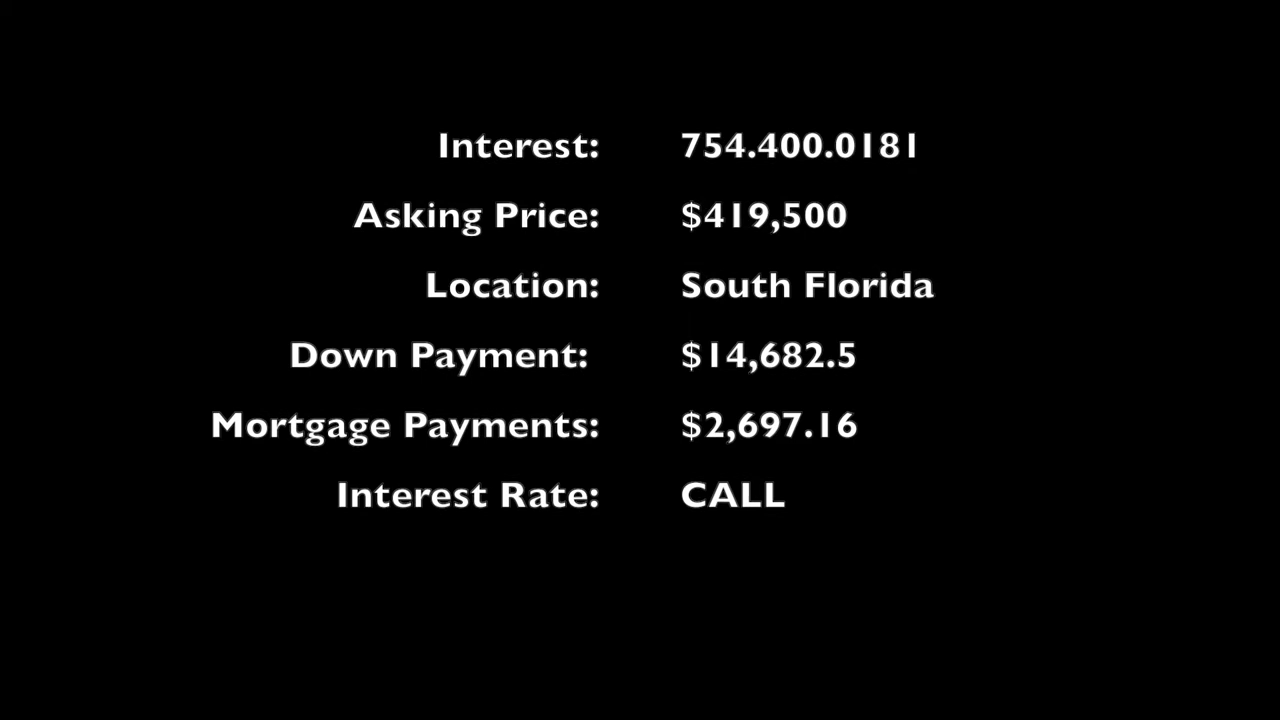 Interest: 754.400.0181
Asking Price: $419,500
Location: South Florida
Down Payment: $14,682.5
Mortgage Payments: $2,697.16
Interest Rate: CALL